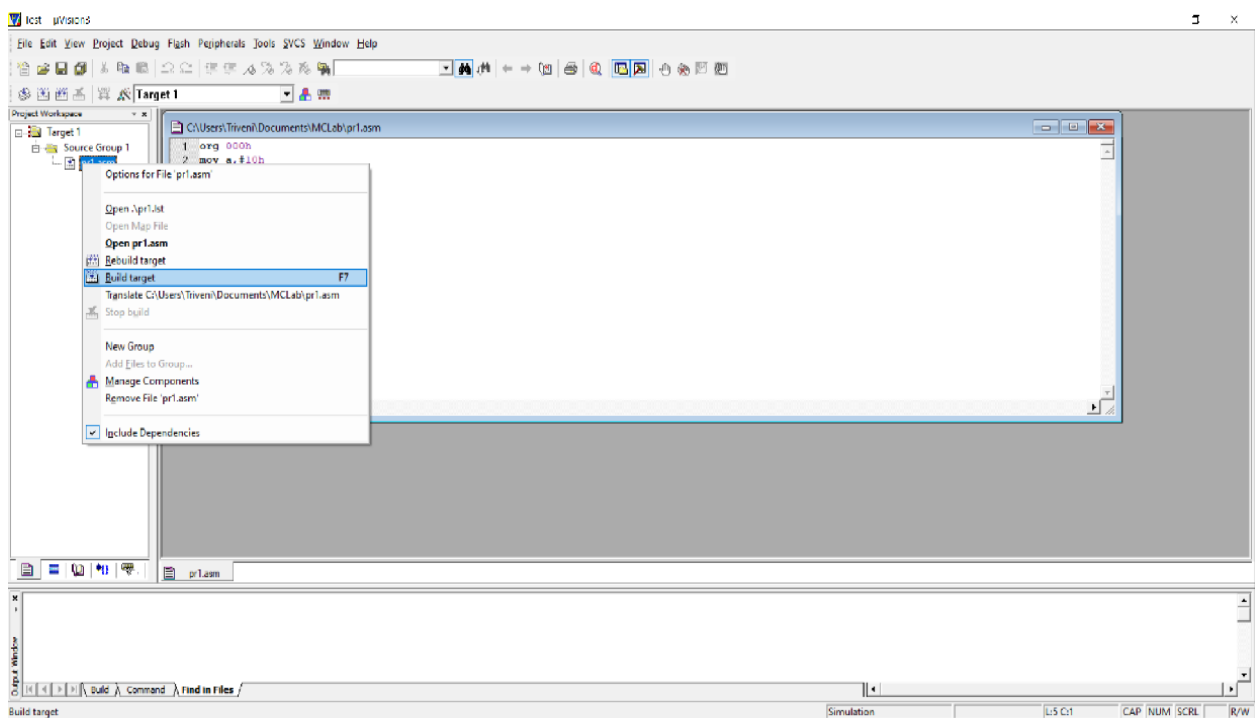 Test - µVision3
File Edit View Project Debug Flash Peripherals Tools SVCS Window Help
Target 1
Project Workspace
Target 1
Source Group 1
pr1.asm
C:\Users\Triveni\Documents\MCLab\pr1.asm
1 org 000h
2 mov a,#10h
Options for File 'pr1.asm'
Open .\pr1.lst
Open Map File
Open pr1.asm
Rebuild target
Build target F7
Translate C:\Users\Triveni\Documents\MCLab\pr1.asm
Stop build
New Group
Add Files to Group...
Manage Components
Remove File 'pr1.asm'
Include Dependencies
pr1.asm
Output Window
Build Command Find in Files
Build target Simulation L:5 C:1 CAP NUM SCRL R/W